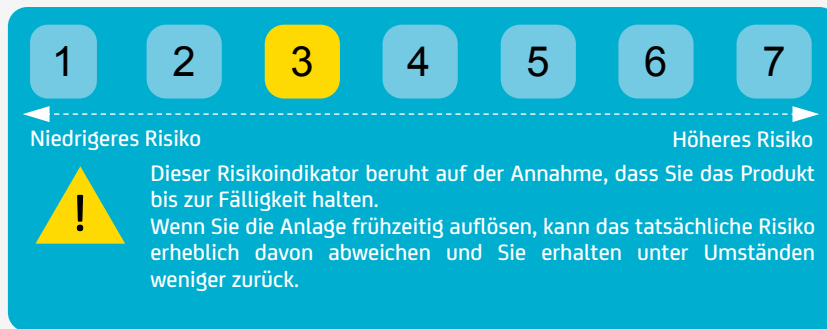 1 2 3 4 5 6 7
Niedrigeres Risiko Höheres Risiko
Dieser Risikoindikator beruht auf der Annahme, dass Sie das Produkt
bis zur Fälligkeit halten.
!
Wenn Sie die Anlage frühzeitig auflösen, kann das tatsächliche Risiko
erheblich davon abweichen und Sie erhalten unter Umständen
weniger zurück.